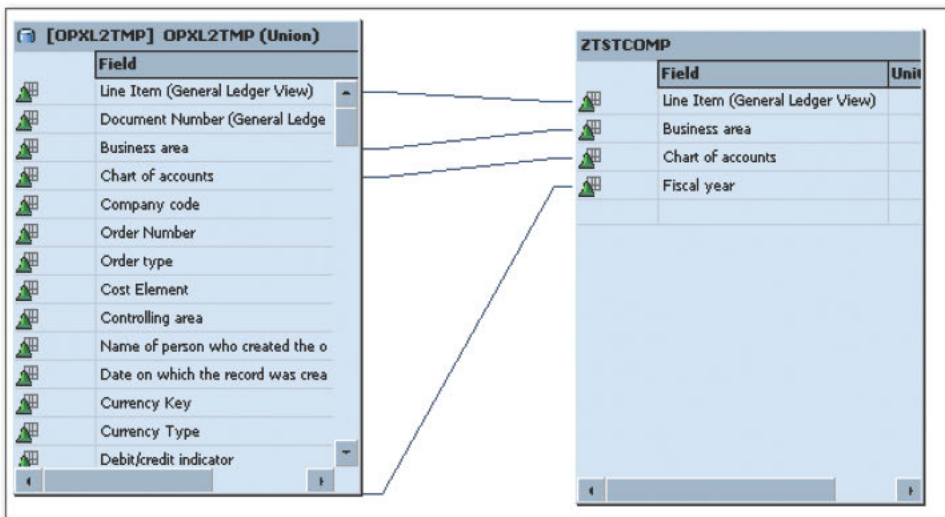 [OPXL2TMP] OPXL2TMP (Union)
Field
Line Item (General Ledger View)
Document Number (General Ledge
Business area
Chart of accounts
Company code
Order Number
Order type
Cost Element
Controlling area
Name of person who created the o
Date on which the record was crea
Currency Key
Currency Type
Debit/credit indicator
ZTSTCOMP
Field Uni
Line Item (General Ledger View)
Business area
Chart of accounts
Fiscal year